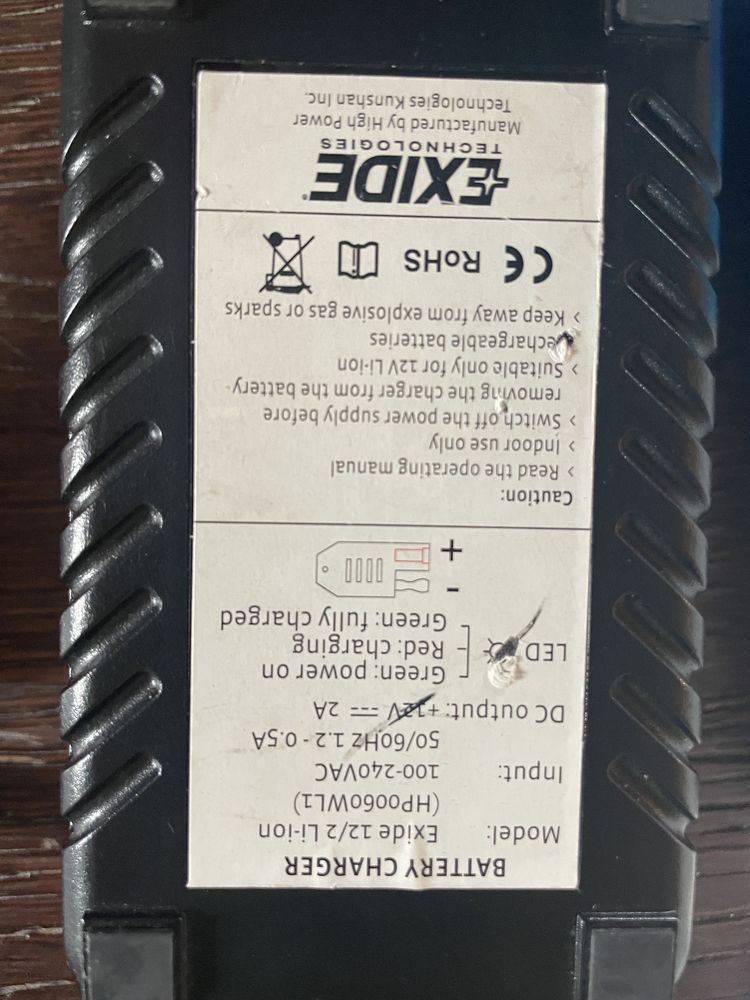 BATTERY CHARGER
Model: Exide 12/2 Li-ion
(HP0060WL1)
Input: 100-240VAC
50/60Hz 1.2 - 0.5A
DC output: +12V ⎓ 2A
Green: power on
LED Red: charging
Green: fully charged
-
+
Caution:
› Read the operating manual
› Indoor use only
› Switch off the power supply before
removing the charger from the battery
› Suitable only for 12V Li-ion
rechargeable batteries
› Keep away from explosive gas or sparks
CE RoHS
EXIDE
TECHNOLOGIES
Manufactured by High Power
Technologies Kunshan Inc.